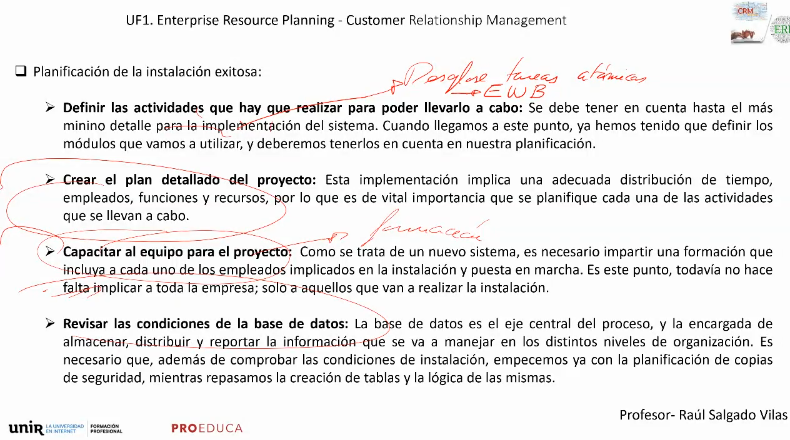 UF1. Enterprise Resource Planning - Customer Relationship Management
CRM
ERP
Planificación de la instalación exitosa:
Desglose tareas atómicas
EWB
Definir las actividades que hay que realizar para poder llevarlo a cabo: Se debe tener en cuenta hasta el más
minino detalle para la implementación del sistema. Cuando llegamos a este punto, ya hemos tenido que definir los
módulos que vamos a utilizar, y deberemos tenerlos en cuenta en nuestra planificación.
Crear el plan detallado del proyecto: Esta implementación implica una adecuada distribución de tiempo,
empleados, funciones y recursos, por lo que es de vital importancia que se planifique cada una de las actividades
que se llevan a cabo.
formación
Capacitar al equipo para el proyecto: Como se trata de un nuevo sistema, es necesario impartir una formación que
incluya a cada uno de los empleados implicados en la instalación y puesta en marcha. Es este punto, todavía no hace
falta implicar a toda la empresa; solo a aquellos que van a realizar la instalación.
Revisar las condiciones de la base de datos: La base de datos es el eje central del proceso, y la encargada de
almacenar, distribuir y reportar la información que se va a manejar en los distintos niveles de organización. Es
necesario que, además de comprobar las condiciones de instalación, empecemos ya con la planificación de copias
de seguridad, mientras repasamos la creación de tablas y la lógica de las mismas.
Profesor- Raúl Salgado Vilas
unir LA UNIVERSIDAD EN INTERNET FORMACIÓN PROFESIONAL
PROEDUCA